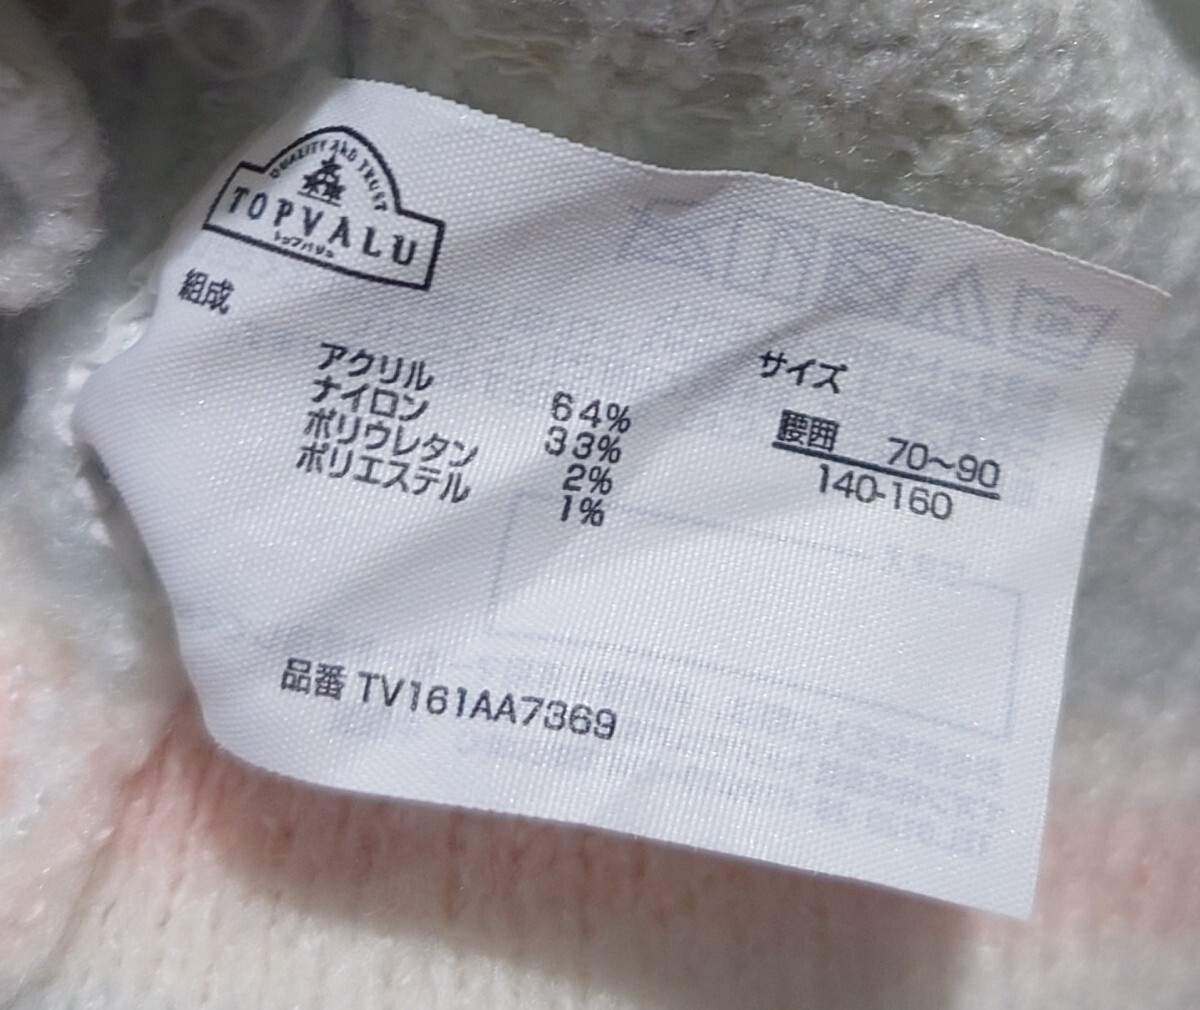 QUALITY AND TRUST
TOPVALU
トップバリュ
組成
アクリル 64%
ナイロン 33%
ポリウレタン 2%
ポリエステル 1%
サイズ
腰囲 70~90
140-160
品番 TV161AA7369